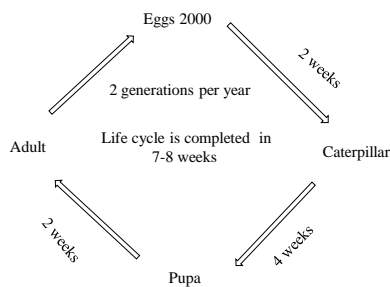 Eggs 2000
2 weeks
2 generations per year
Life cycle is completed in
7-8 weeks
Adult
Caterpillar
2 weeks
4 weeks
Pupa